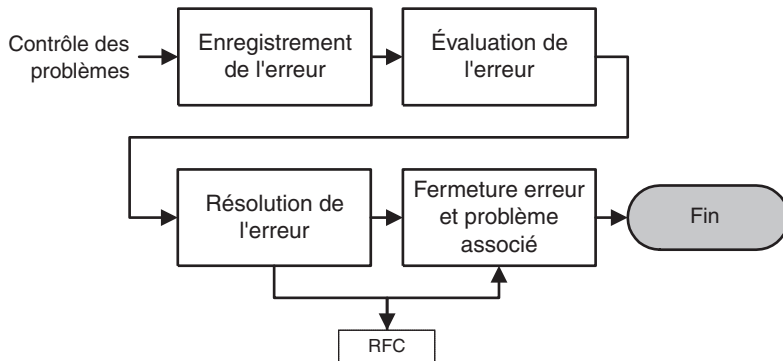 Contrôle des
problèmes
Enregistrement
de l'erreur
Évaluation de
l'erreur
Résolution de
l'erreur
Fermeture erreur
et problème
associé
Fin
RFC